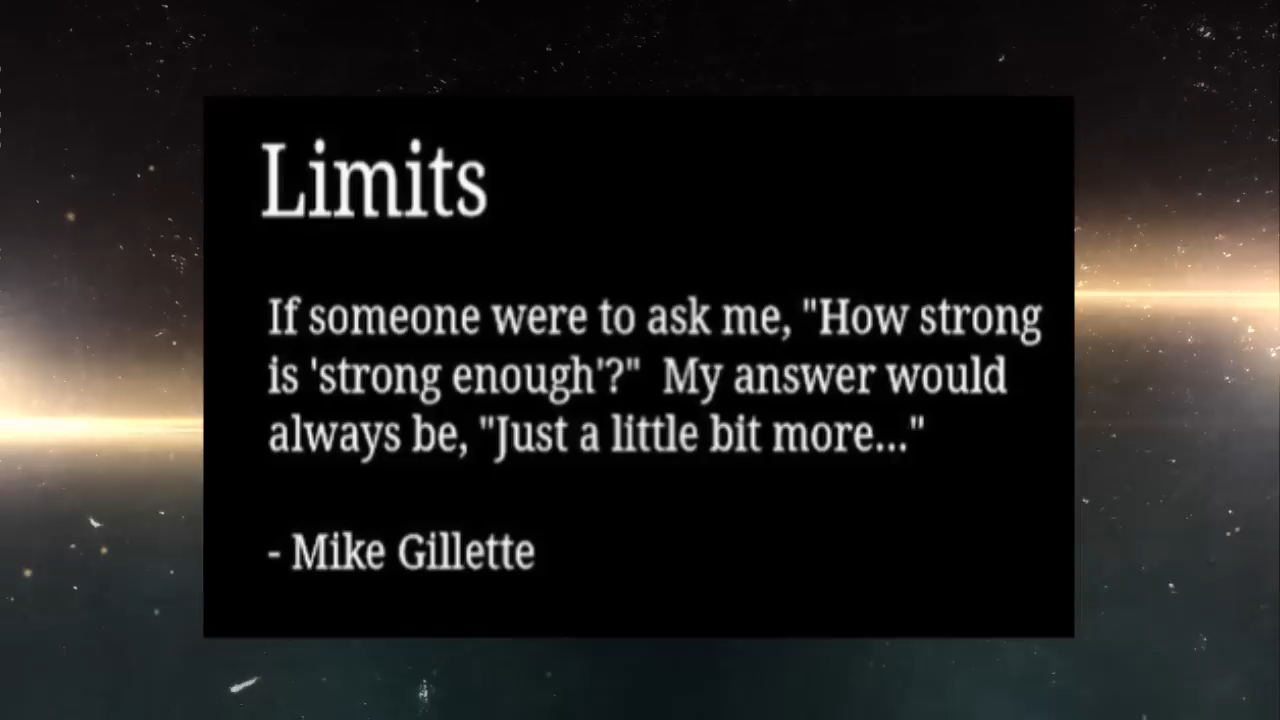 Limits
If someone were to ask me, "How strong
is 'strong enough'?"  My answer would
always be, "Just a little bit more..."
- Mike Gillette